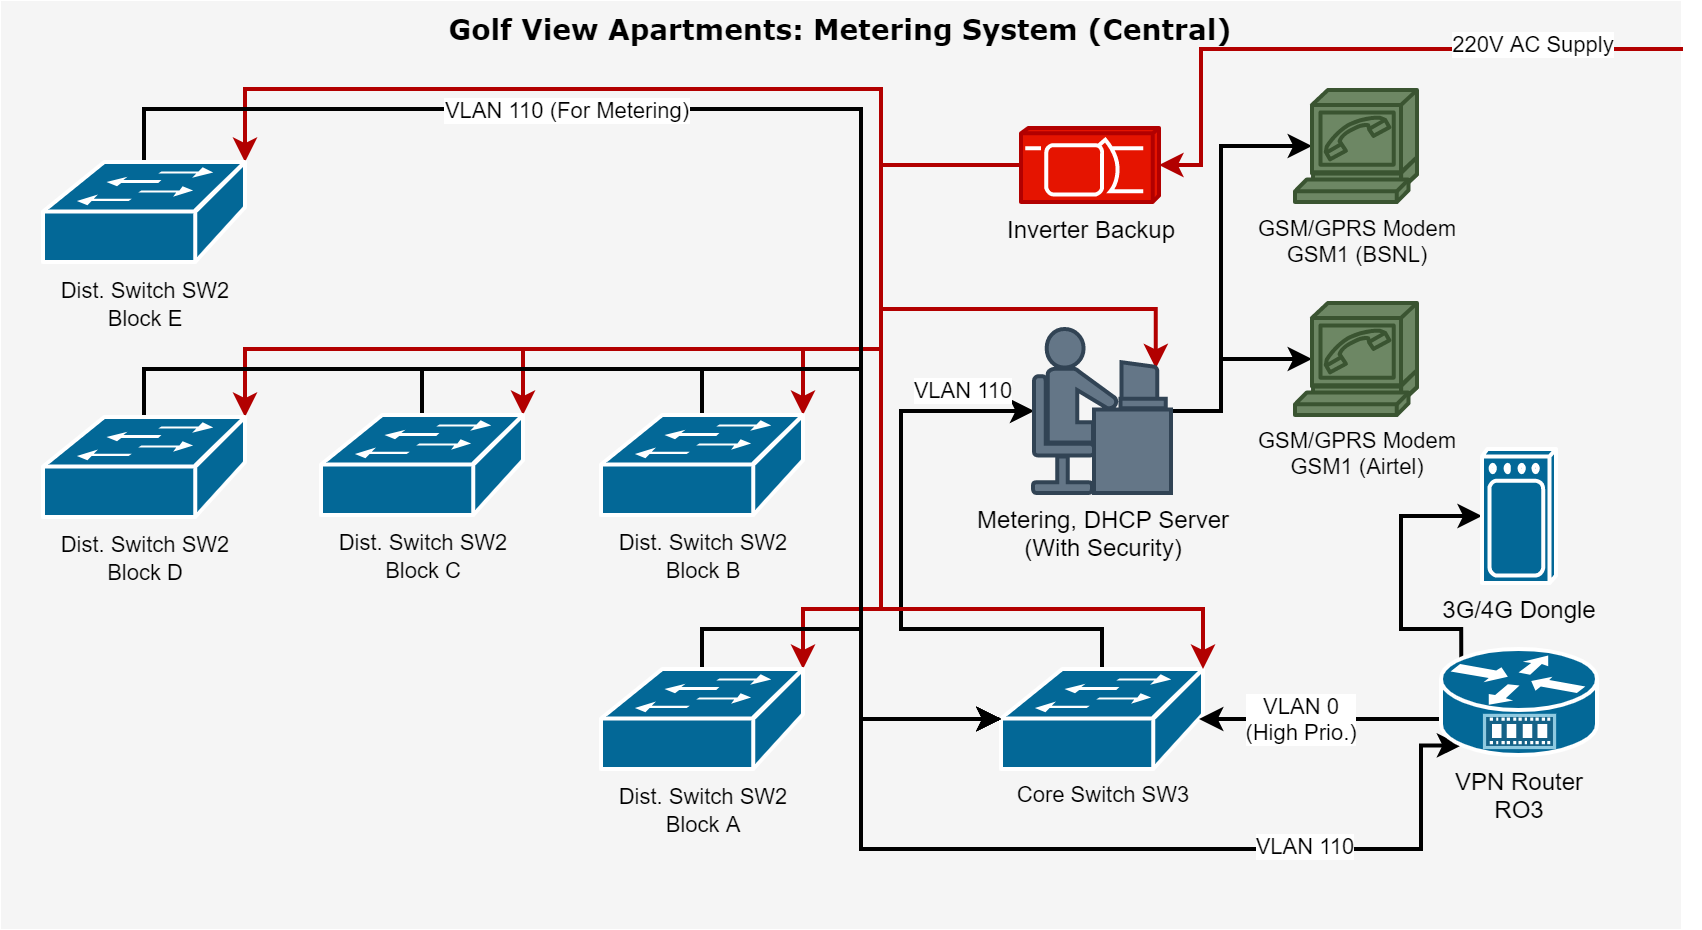 Golf View Apartments: Metering System (Central)
220V AC Supply
VLAN 110 (For Metering)
Inverter Backup
GSM/GPRS Modem
GSM1 (BSNL)
Dist. Switch SW2
Block E
VLAN 110
GSM/GPRS Modem
GSM1 (Airtel)
Metering, DHCP Server
(With Security)
Dist. Switch SW2
Block D
Dist. Switch SW2
Block C
Dist. Switch SW2
Block B
3G/4G Dongle
VLAN 0
(High Prio.)
VPN Router
RO3
Core Switch SW3
Dist. Switch SW2
Block A
VLAN 110